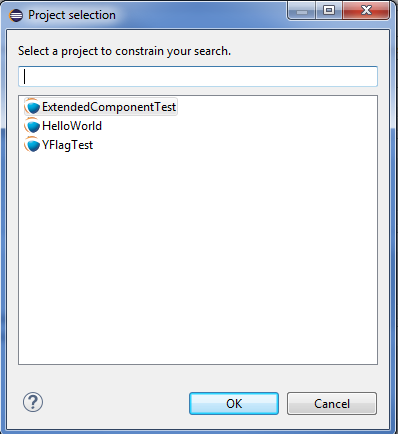 Project selection
Select a project to constrain your search.
ExtendedComponentTest
HelloWorld
YFlagTest
?
OK
Cancel